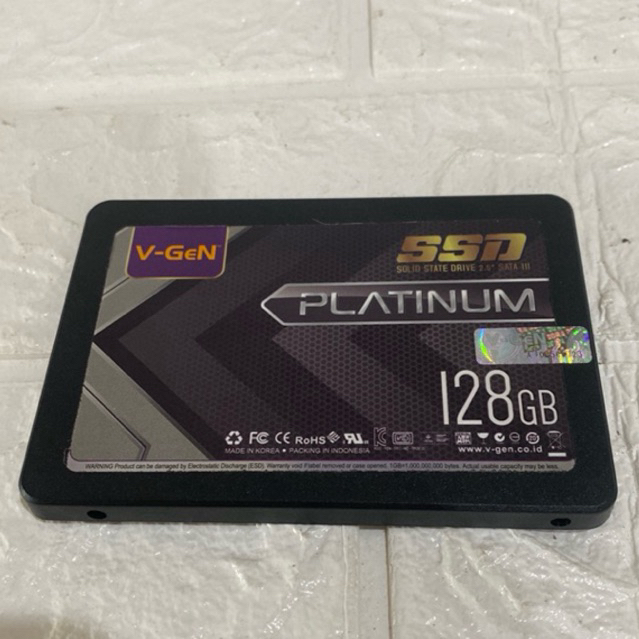 V-GeN™
SSD
SOLID STATE DRIVE 2.5" SATA III
PLATINUM
128GB
FC CE RoHS
MADE IN KOREA • PACKING IN INDONESIA
www.v-gen.co.id
WARNING Product can be damaged by Electrostatic Discharge (ESD). Warranty void if label removed or case opened. 1GB=1,000,000,000 bytes. Actual usable capacity may be less.